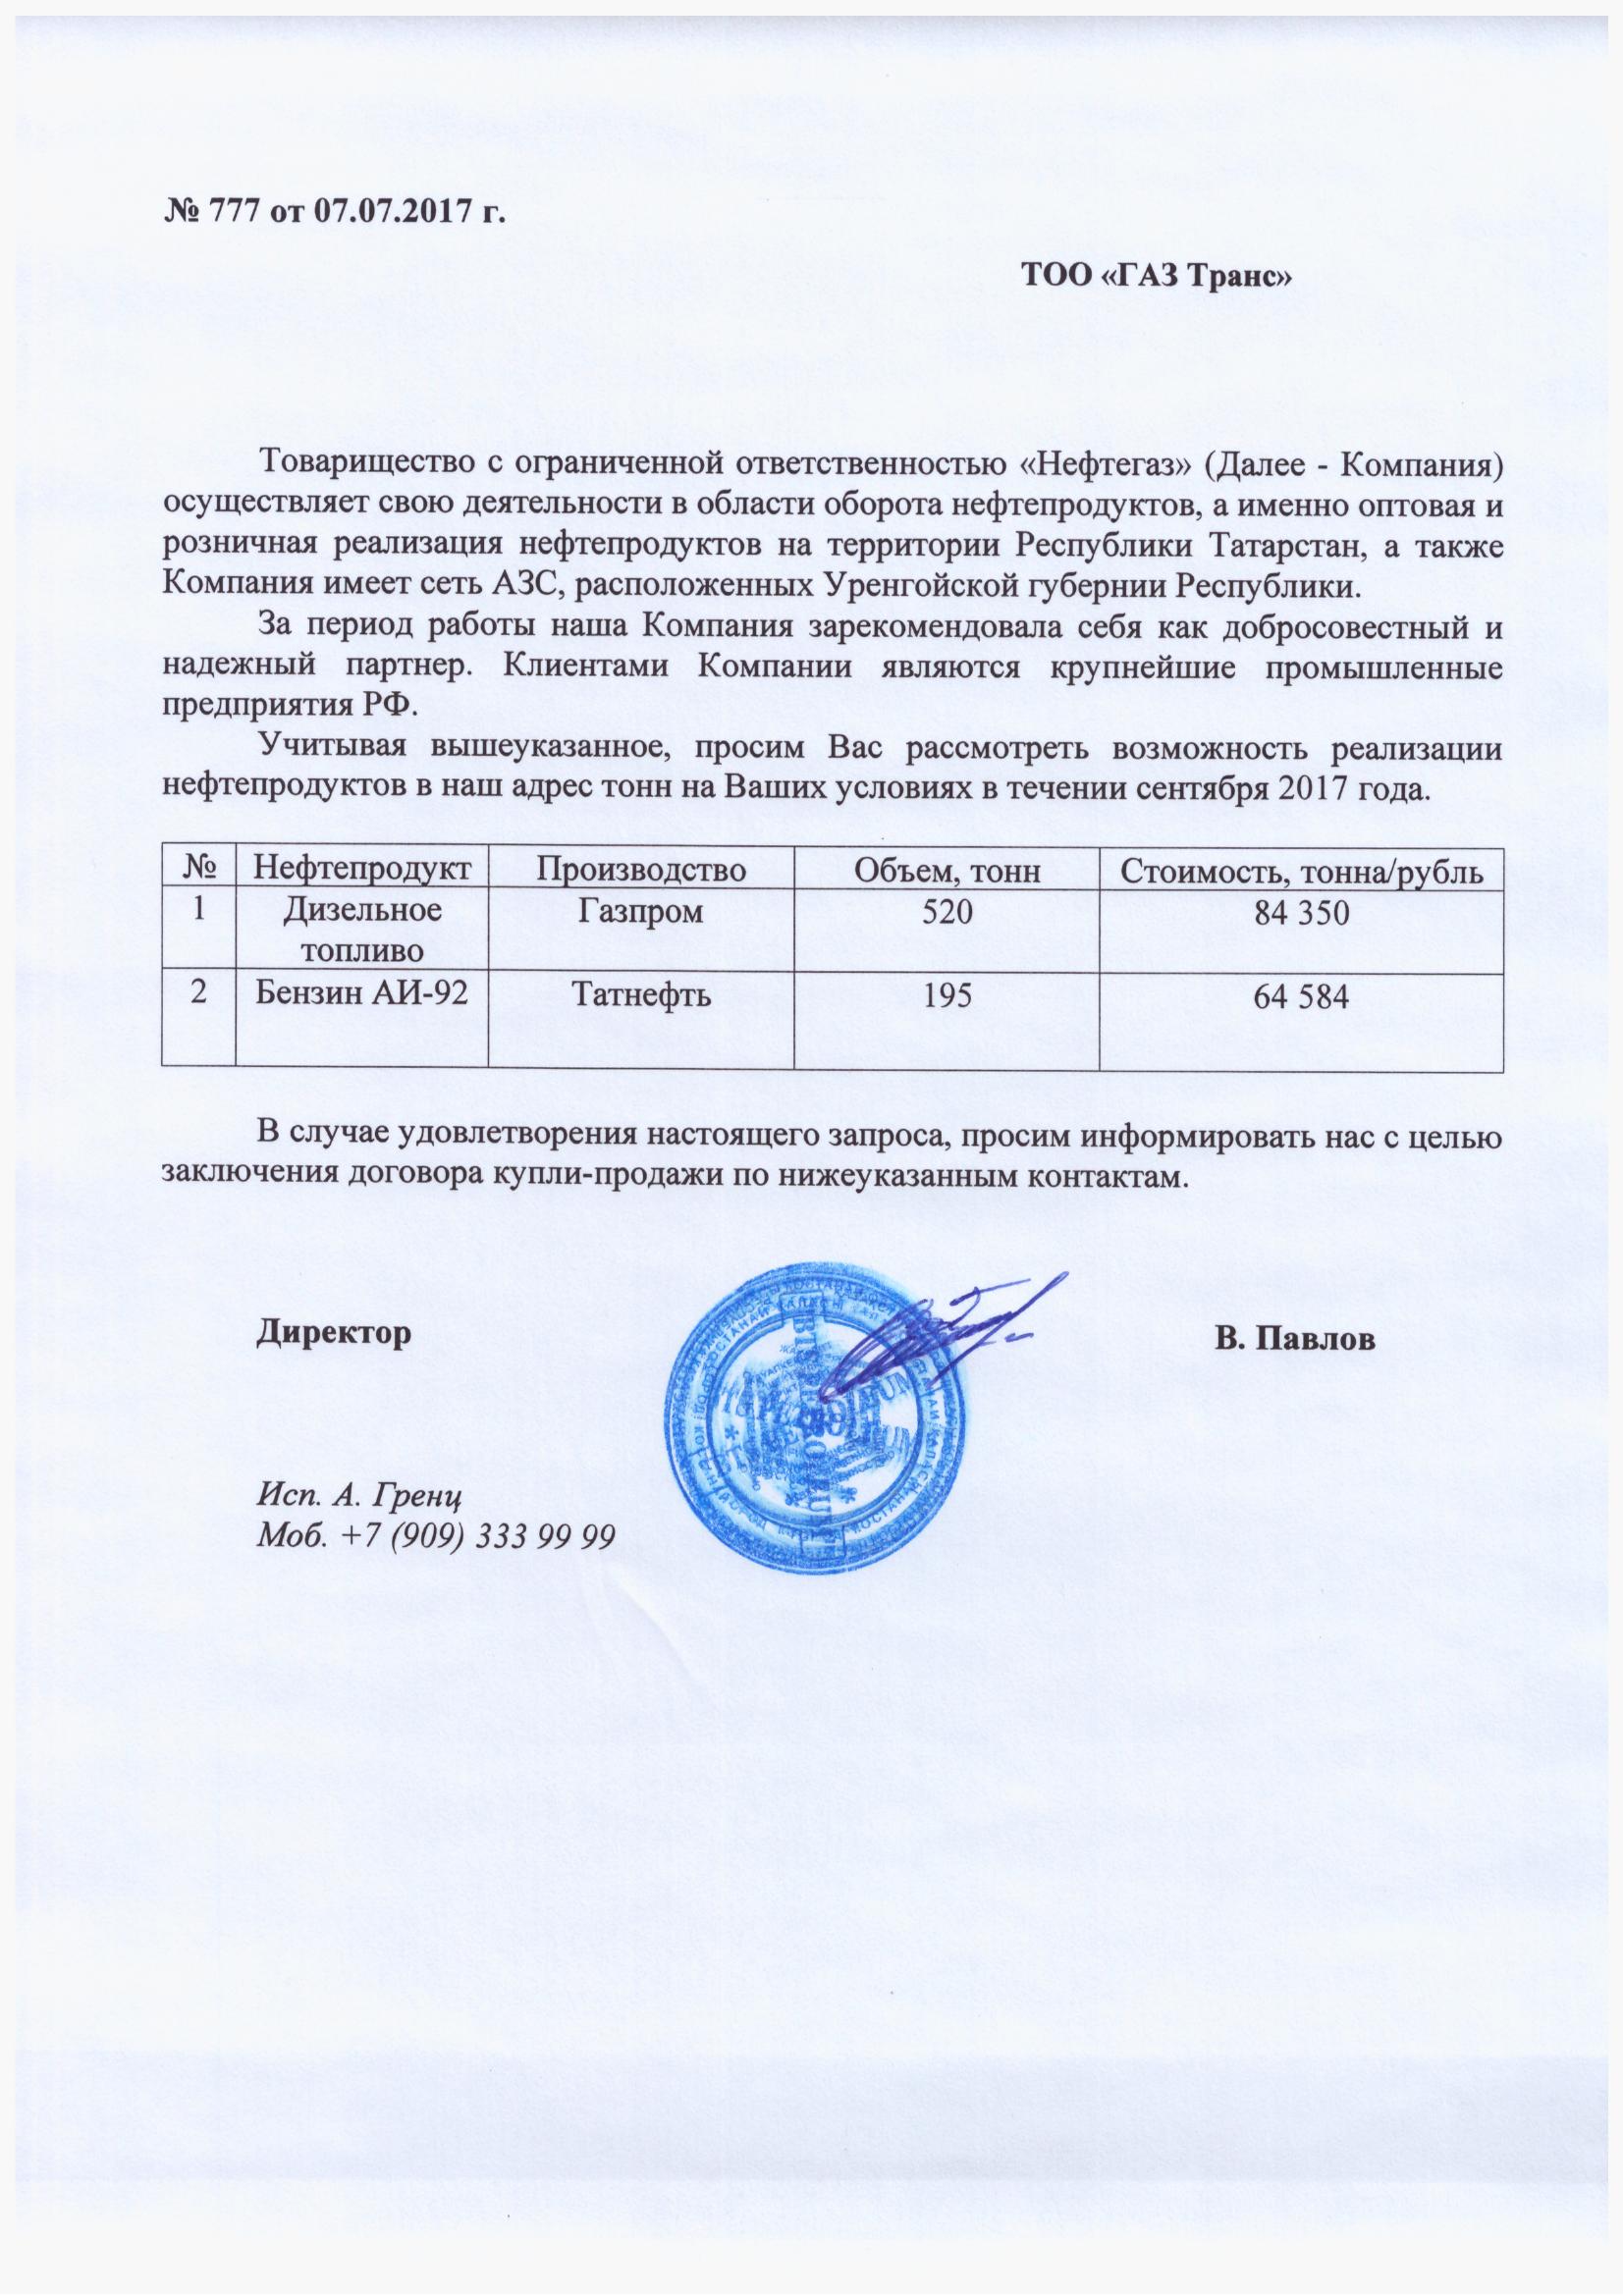 № 777 от 07.07.2017 г.
ТОО «ГАЗ Транс»
Товарищество с ограниченной ответственностью «Нефтегаз» (Далее - Компания)
осуществляет свою деятельности в области оборота нефтепродуктов, а именно оптовая и
розничная реализация нефтепродуктов на территории Республики Татарстан, а также
Компания имеет сеть АЗС, расположенных Уренгойской губернии Республики.
За период работы наша Компания зарекомендовала себя как добросовестный и
надежный партнер. Клиентами Компании являются крупнейшие промышленные
предприятия РФ.
Учитывая вышеуказанное, просим Вас рассмотреть возможность реализации
нефтепродуктов в наш адрес тонн на Ваших условиях в течении сентября 2017 года.
№ Нефтепродукт Производство Объем, тонн Стоимость, тонна/рубль
1 Дизельное Газпром 520 84 350
топливо
2 Бензин АИ-92 Татнефть 195 64 584
В случае удовлетворения настоящего запроса, просим информировать нас с целью
заключения договора купли-продажи по нижеуказанным контактам.
Директор В. Павлов
Исп. А. Гренц
Моб. +7 (909) 333 99 99